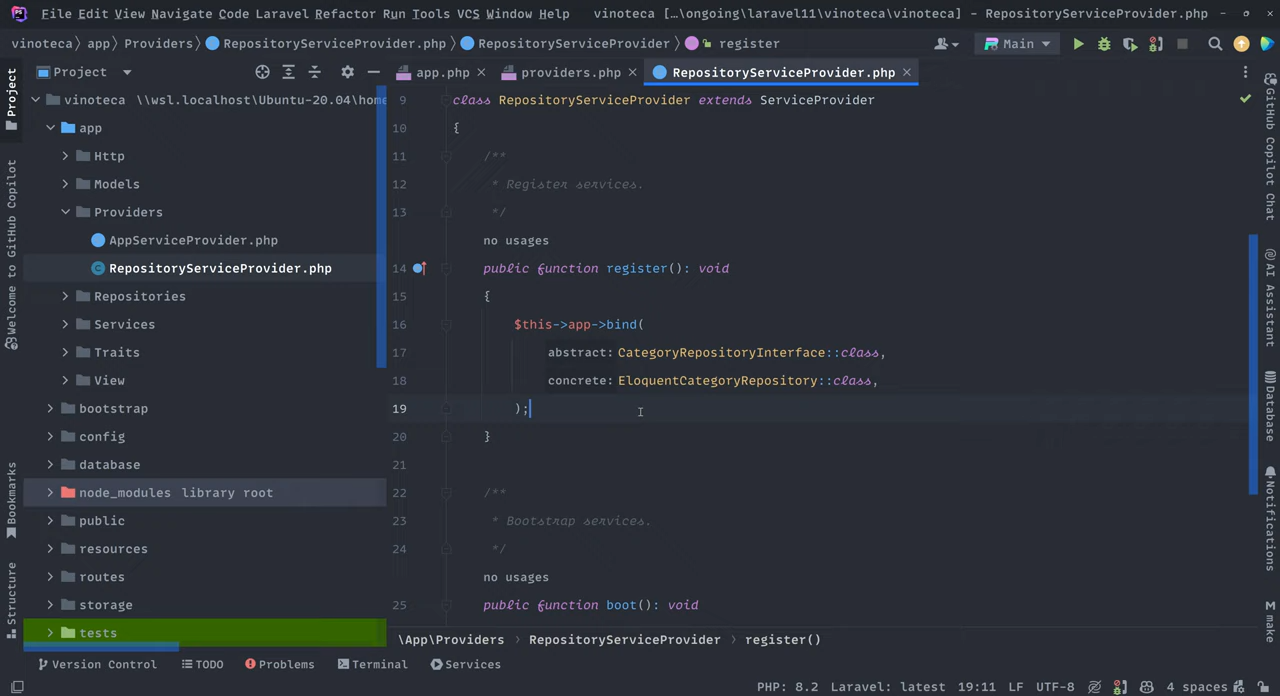 PS File Edit View Navigate Code Laravel Refactor Run Tools VCS Window Help vinoteca […\ongoing\laravel11\vinoteca\vinoteca] - RepositoryServiceProvider.php
vinoteca app Providers RepositoryServiceProvider.php RepositoryServiceProvider register Main
Project app.php providers.php RepositoryServiceProvider.php
Project
Welcome to GitHub Copilot
Bookmarks
Structure
vinoteca \\wsl.localhost\Ubuntu-20.04\home
app
Http
Models
Providers
AppServiceProvider.php
RepositoryServiceProvider.php
Repositories
Services
Traits
View
bootstrap
config
database
node_modules library root
public
resources
routes
storage
tests
9 class RepositoryServiceProvider extends ServiceProvider
10 {
11 /**
12 * Register services.
13 */
no usages
14 public function register(): void
15 {
16 $this->app->bind(
17 abstract: CategoryRepositoryInterface::class,
18 concrete: EloquentCategoryRepository::class,
19 );
20 }
21
22 /**
23 * Bootstrap services.
24 */
no usages
25 public function boot(): void
GitHub Copilot Chat
AI Assistant
Database
Notifications
M make
\App\Providers › RepositoryServiceProvider › register()
Version Control TODO Problems Terminal Services
PHP: 8.2 Laravel: latest 19:11 LF UTF-8 4 spaces